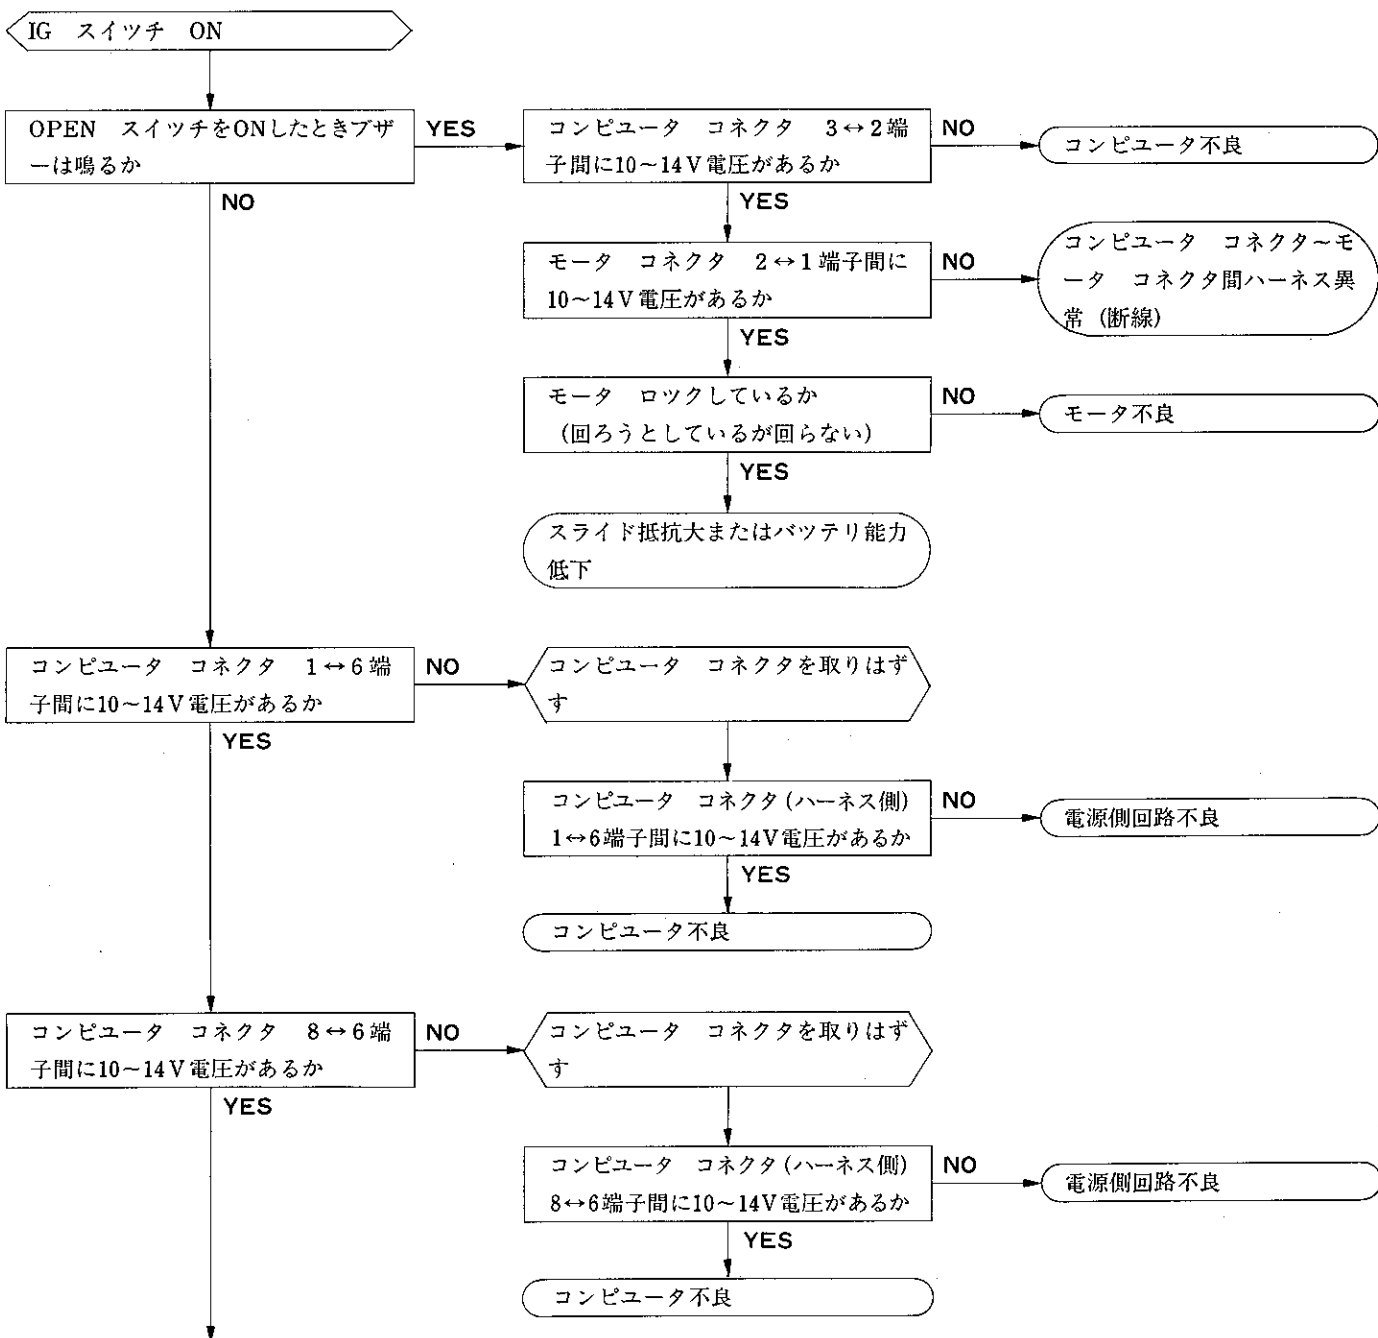 IG スイッチ ON
OPEN スイッチをONしたときブザ
ーは鳴るか
YES
コンピュータ コネクタ 3↔2端
子間に10~14V電圧があるか
NO
コンピュータ不良
NO
YES
モータ コネクタ 2↔1端子間に
10~14V電圧があるか
NO
コンピュータ コネクタ~モ
ータ コネクタ間ハーネス異
常(断線)
YES
モータ ロックしているか
(回ろうとしているが回らない)
NO
モータ不良
YES
スライド抵抗大またはバッテリ能力
低下
コンピュータ コネクタ 1↔6端
子間に10~14V電圧があるか
NO
コンピュータ コネクタを取りはず
す
YES
コンピュータ コネクタ(ハーネス側)
1↔6端子間に10~14V電圧があるか
NO
電源側回路不良
YES
コンピュータ不良
コンピュータ コネクタ 8↔6端
子間に10~14V電圧があるか
NO
コンピュータ コネクタを取りはず
す
YES
コンピュータ コネクタ(ハーネス側)
8↔6端子間に10~14V電圧があるか
NO
電源側回路不良
YES
コンピュータ不良